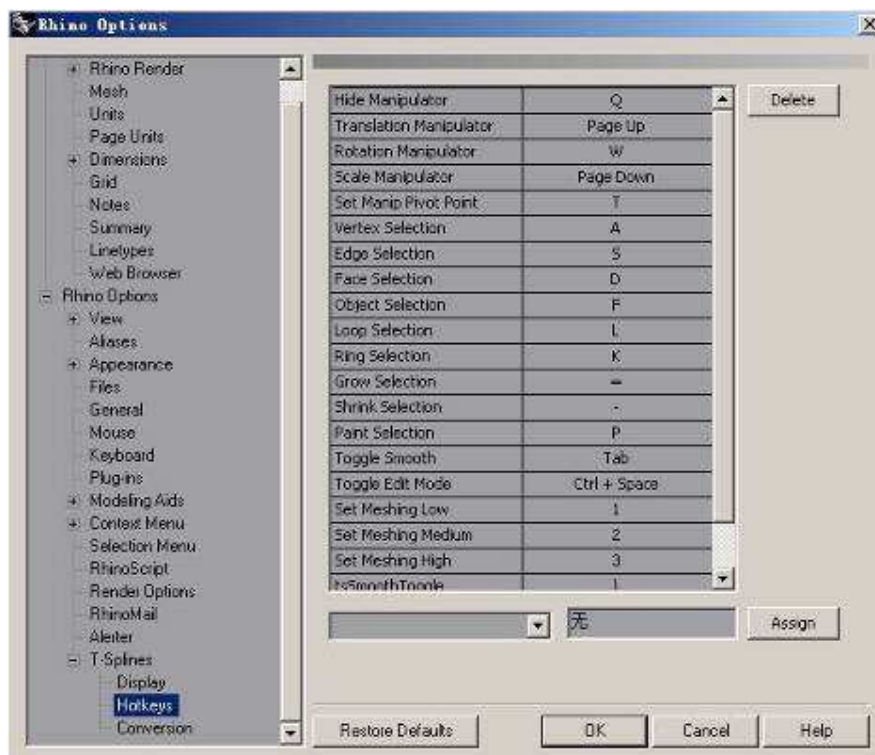 Rhino Options
Rhino Render
Mesh
Units
Page Units
Dimensions
Grid
Notes
Summary
Linetypes
Web Browser
Rhino Options
View
Aliases
Appearance
Files
General
Mouse
Keyboard
Plug-ins
Modeling Aids
Context Menu
Selection Menu
RhinoScript
Render Options
RhinoMail
Alerter
T-Splines
Display
Hotkeys
Conversion
Hide Manipulator Q
Translation Manipulator Page Up
Rotation Manipulator W
Scale Manipulator Page Down
Set Manip Pivot Point T
Vertex Selection A
Edge Selection S
Face Selection D
Object Selection F
Loop Selection L
Ring Selection K
Grow Selection =
Shrink Selection -
Paint Selection P
Toggle Smooth Tab
Toggle Edit Mode Ctrl + Space
Set Meshing Low 1
Set Meshing Medium 2
Set Meshing High 3
tsSmoothToggle
Delete
无
Assign
Restore Defaults
OK
Cancel
Help